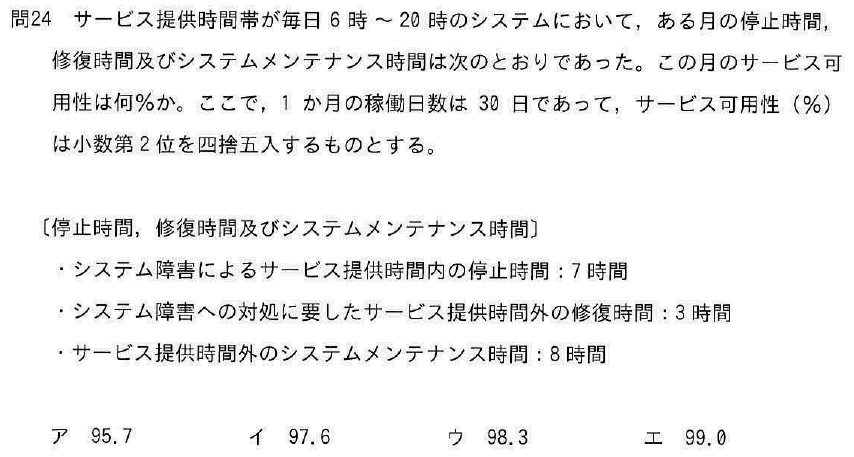 問24 サービス提供時間帯が毎日6時～20時のシステムにおいて，ある月の停止時間，
修復時間及びシステムメンテナンス時間は次のとおりであった。この月のサービス可
用性は何%か。ここで，1か月の稼働日数は30日であって，サービス可用性（%）
は小数第2位を四捨五入するものとする。
〔停止時間，修復時間及びシステムメンテナンス時間〕
・システム障害によるサービス提供時間内の停止時間：7時間
・システム障害への対処に要したサービス提供時間外の修復時間：3時間
・サービス提供時間外のシステムメンテナンス時間：8時間
ア 95.7 イ 97.6 ウ 98.3 エ 99.0